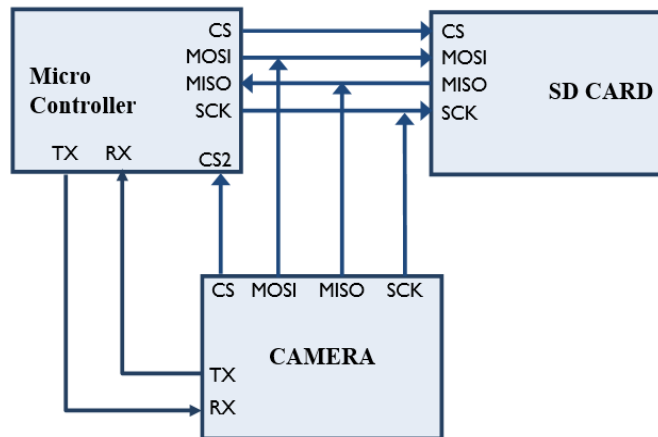 CS
MOSI
MISO
SCK
Micro
Controller
TX RX
CS2
CS
MOSI
MISO
SCK
SD CARD
CS MOSI MISO SCK
CAMERA
TX
RX